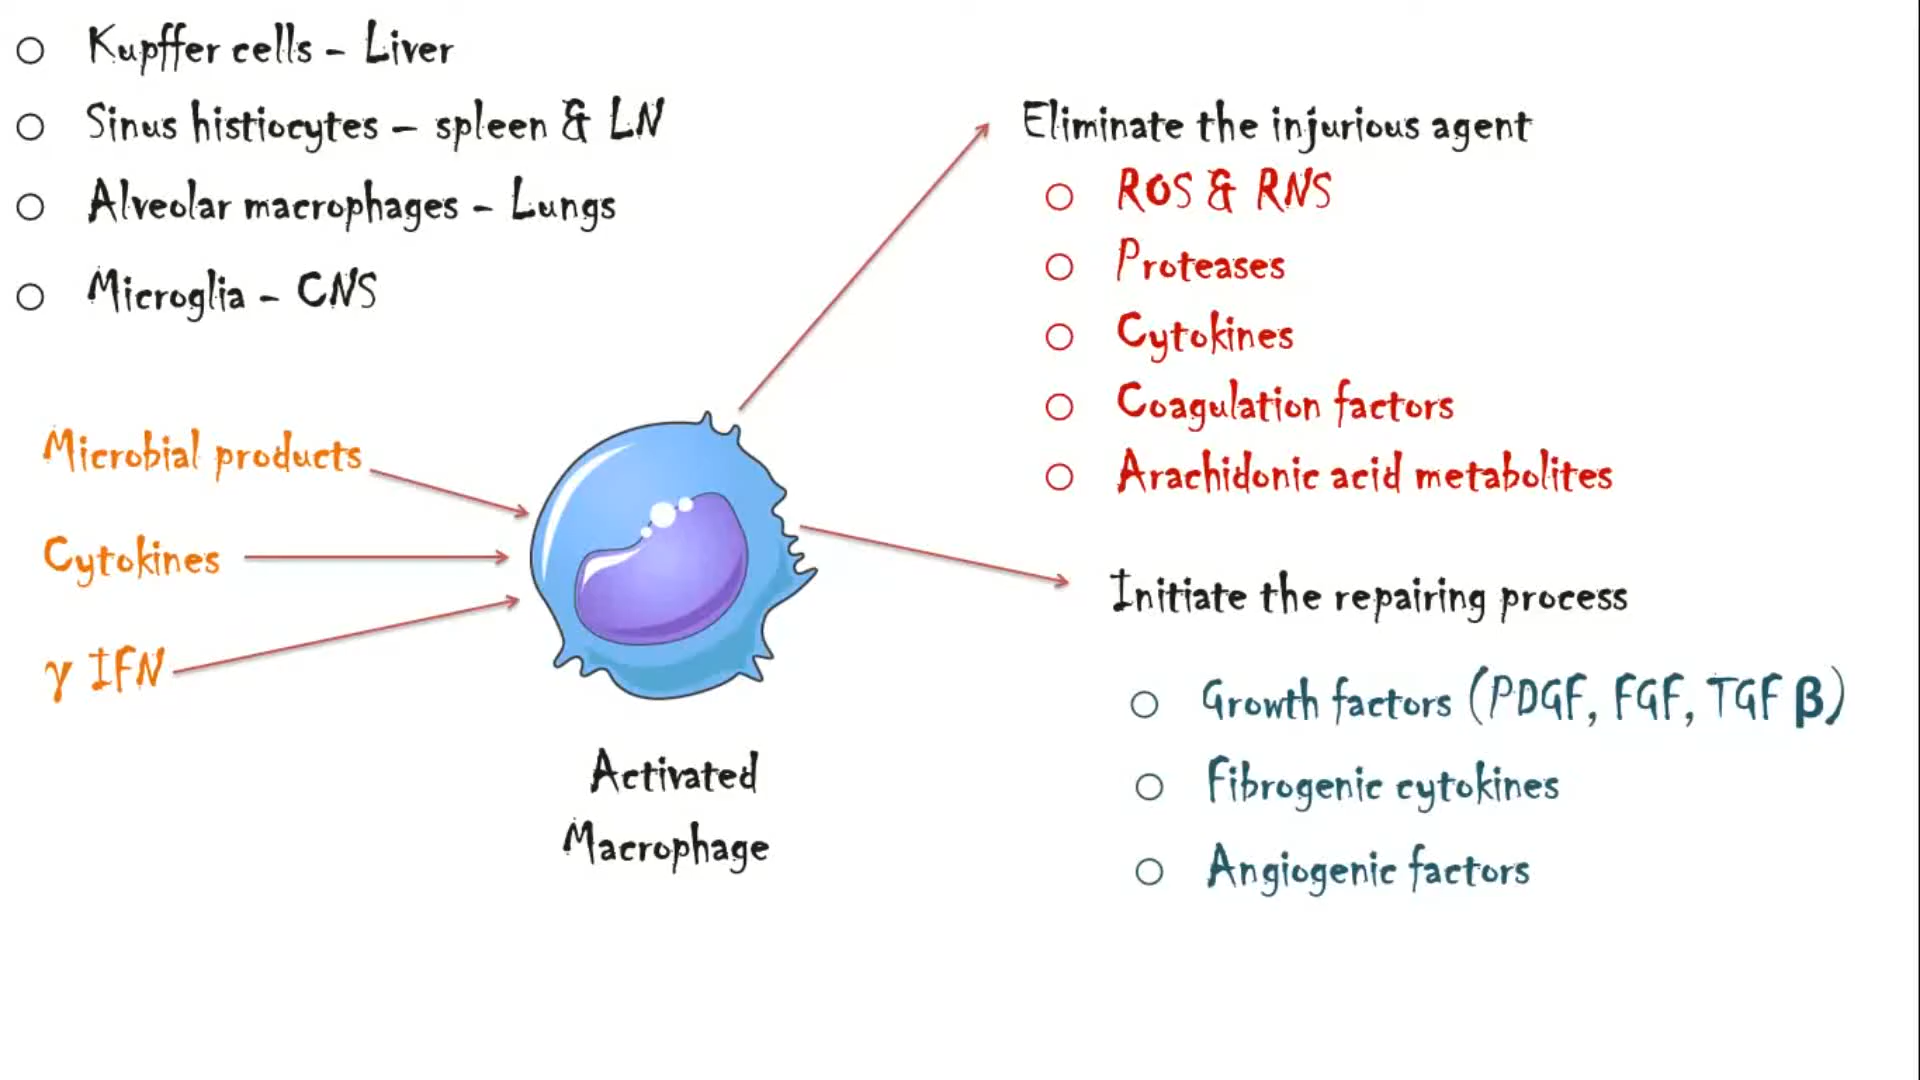 Kupffer cells – Liver
Sinus histiocytes – spleen & LN
Alveolar macrophages – Lungs
Microglia – CNS
Microbial products
Cytokines
γ IFN
Activated
Macrophage
Eliminate the injurious agent
ROS & RNS
Proteases
Cytokines
Coagulation factors
Arachidonic acid metabolites
Initiate the repairing process
Growth factors (PDGF, FGF, TGF β)
Fibrogenic cytokines
Angiogenic factors